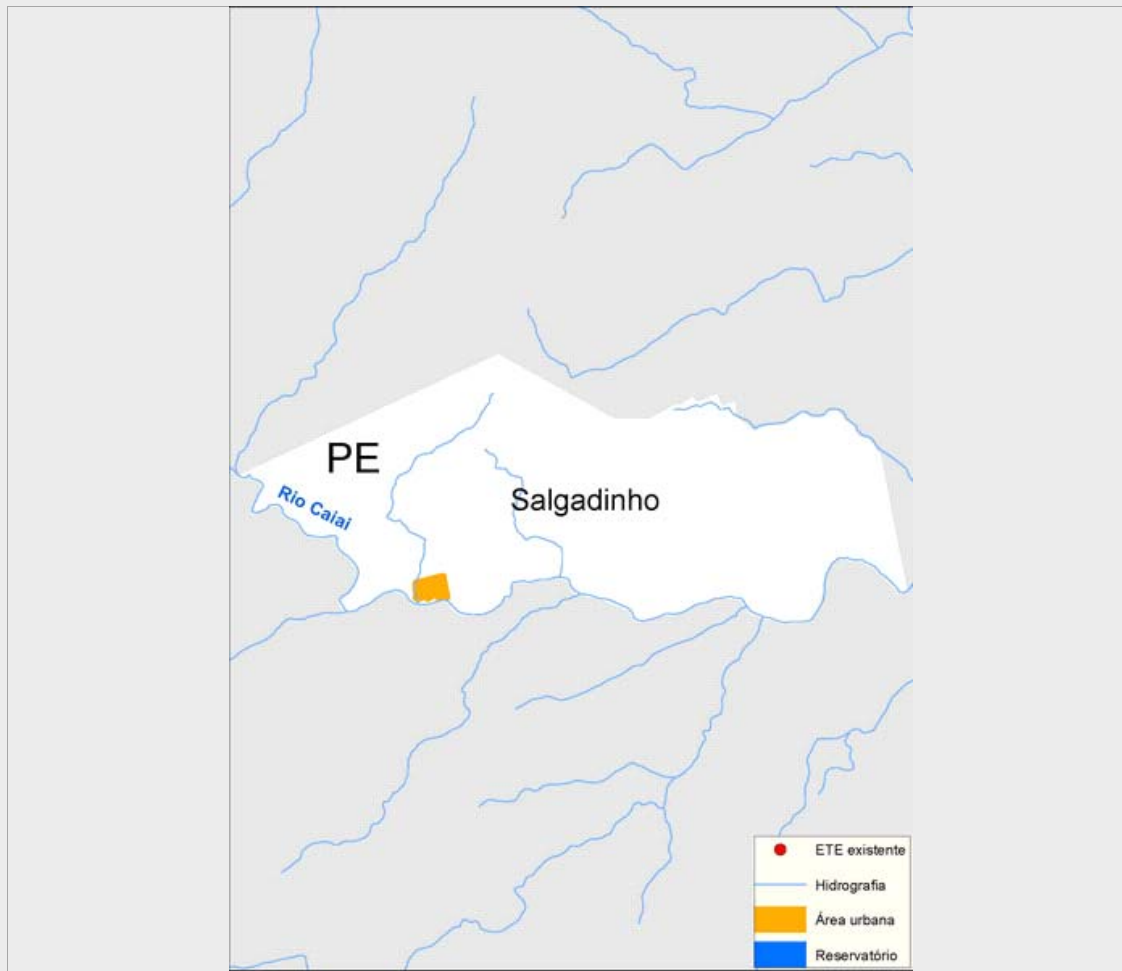 PE
Salgadinho
Rio Caiai
ETE existente
Hidrografia
Área urbana
Reservatório